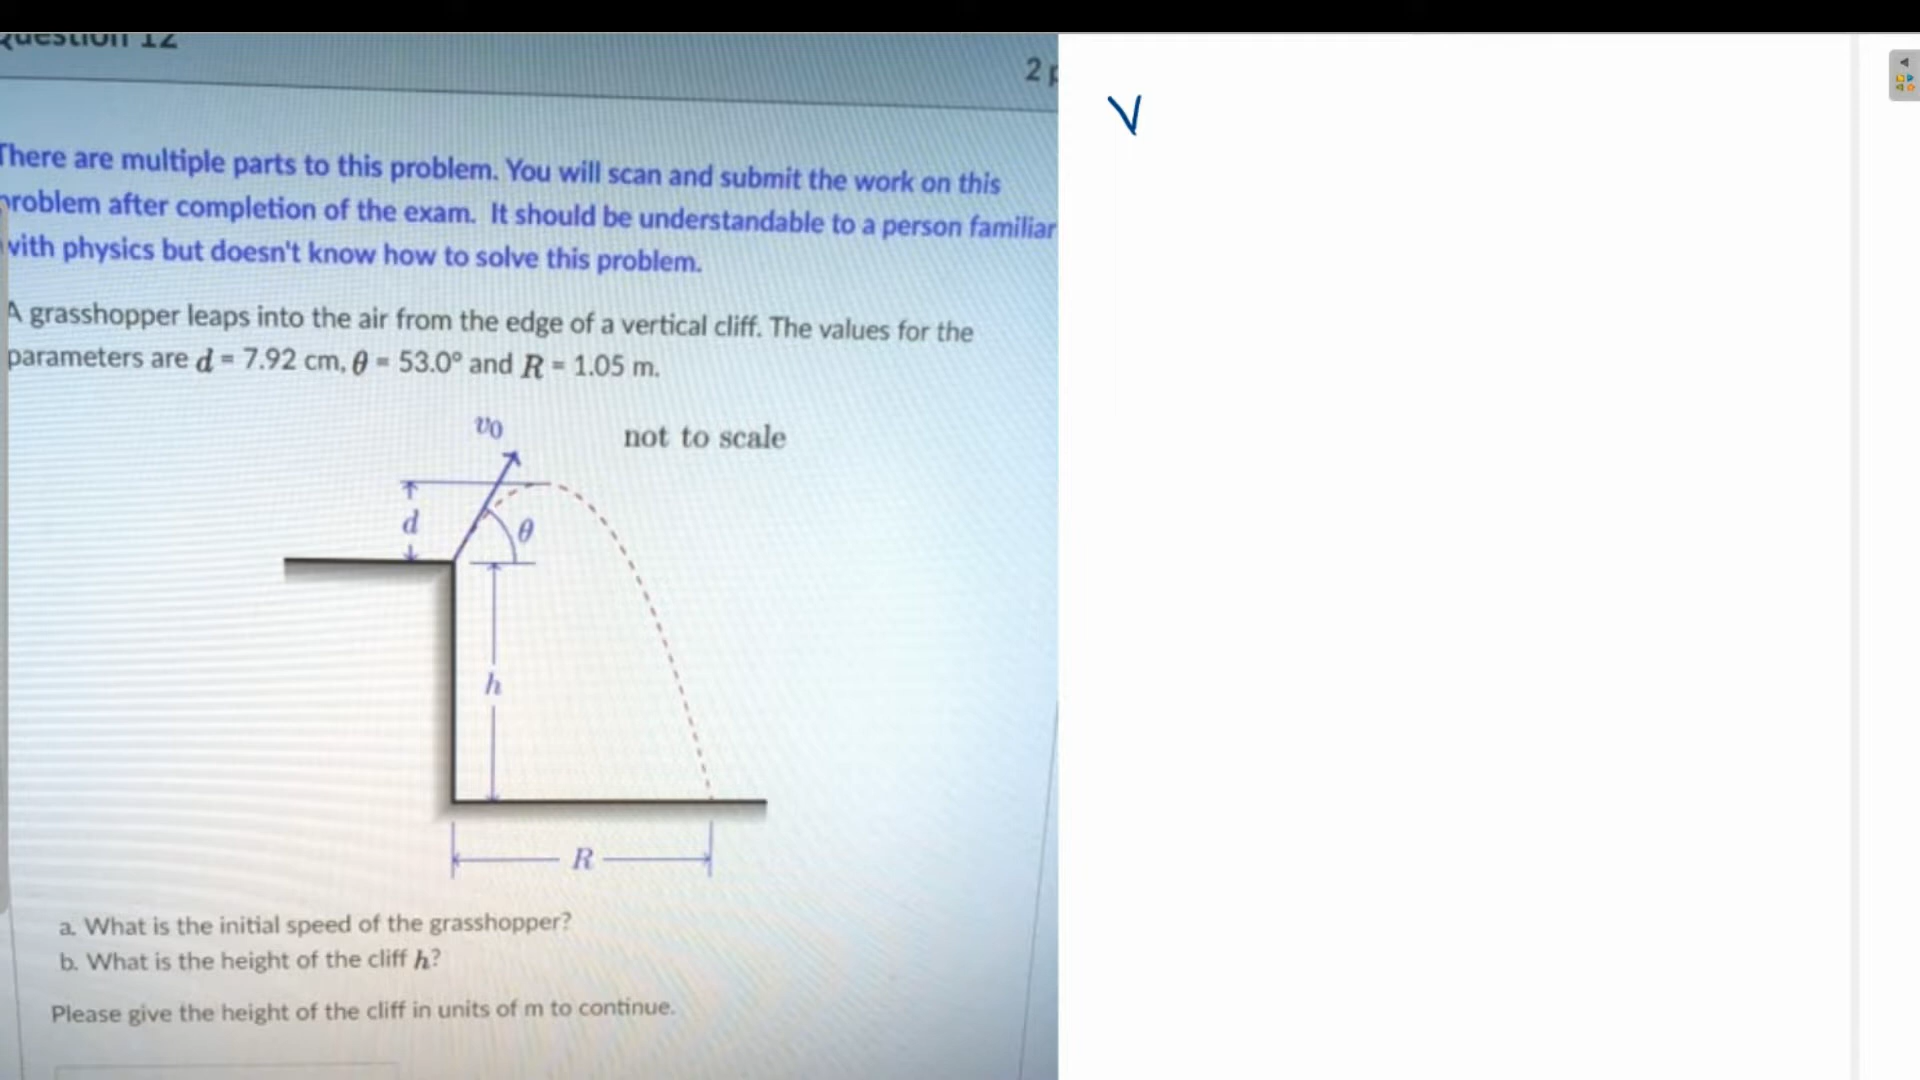 Question 12
2 p
There are multiple parts to this problem. You will scan and submit the work on this
problem after completion of the exam. It should be understandable to a person familiar
with physics but doesn't know how to solve this problem.
A grasshopper leaps into the air from the edge of a vertical cliff. The values for the
parameters are d = 7.92 cm, θ = 53.0° and R = 1.05 m.
v0
not to scale
d
θ
h
R
a. What is the initial speed of the grasshopper?
b. What is the height of the cliff h?
Please give the height of the cliff in units of m to continue.
V